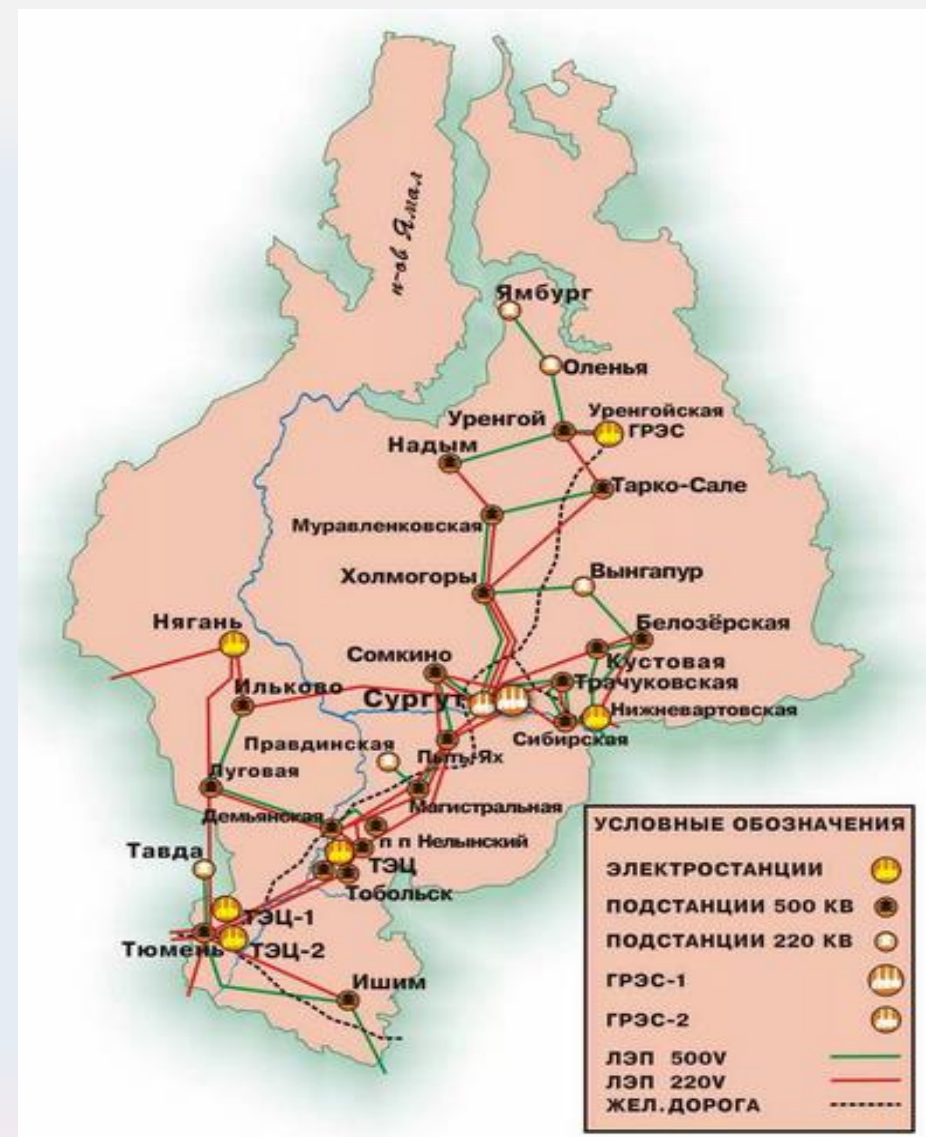 п-ов Ямал
Ямбург
Оленья
Уренгойская
ГРЭС
Уренгой
Надым
Тарко-Сале
Муравленковская
Холмогоры
Вынгапур
Белозёрская
Нягань
Сомкино
Кустовая
Трачуковская
Ильково
Сургут
Нижневартовская
Сибирская
Правдинская
Пыть-Ях
Луговая
Магистральная
Демьянская
п п Нелынский
Тавда
ТЭЦ
Тобольск
ТЭЦ-1
Тюмень
ТЭЦ-2
Ишим
УСЛОВНЫЕ ОБОЗНАЧЕНИЯ
ЭЛЕКТРОСТАНЦИИ
ПОДСТАНЦИИ 500 КВ
ПОДСТАНЦИИ 220 КВ
ГРЭС-1
ГРЭС-2
ЛЭП 500V
ЛЭП 220V
ЖЕЛ.ДОРОГА